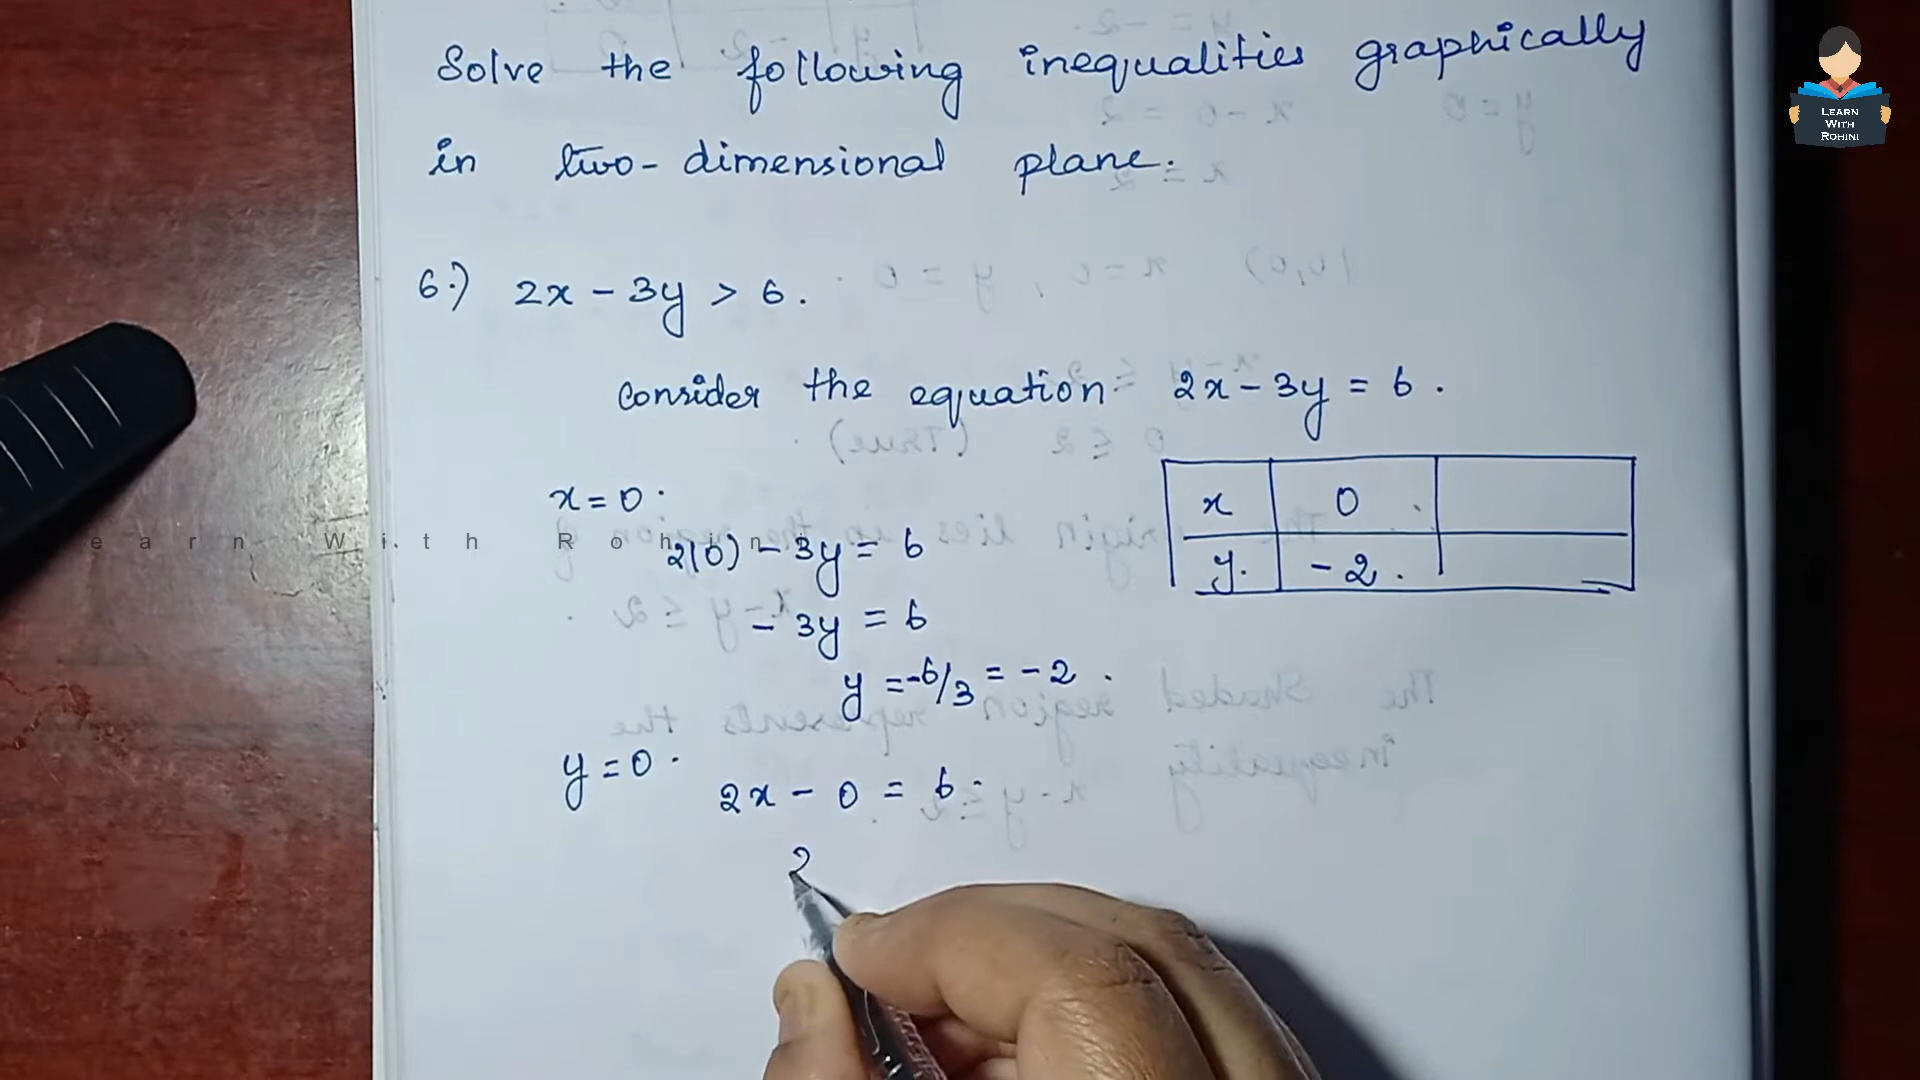 Solve the following inequalities graphically
in two-dimensional plane.
6.) 2x - 3y > 6.
Consider the equation 2x - 3y = 6.
x = 0.
2(0) - 3y = 6
- 3y = 6
y = -6/3 = -2.
y = 0.
2x - 0 = 6.
2
x 0
y. -2.
LEARN
WITH
ROHINI
earn With Rohin